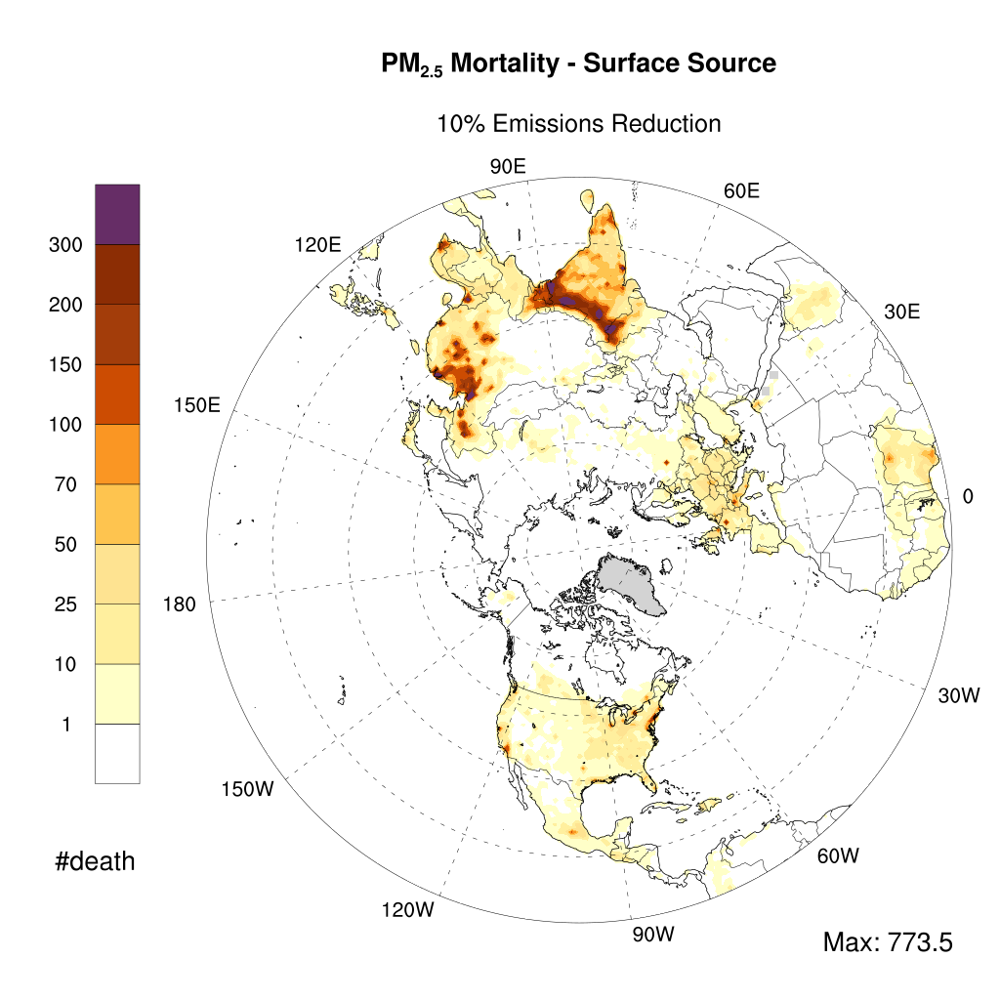 PM2.5 Mortality - Surface Source
10% Emissions Reduction
90E
60E
120E
30E
150E
0
180
30W
150W
60W
120W
90W
300
200
150
100
70
50
25
10
1
#death
Max: 773.5